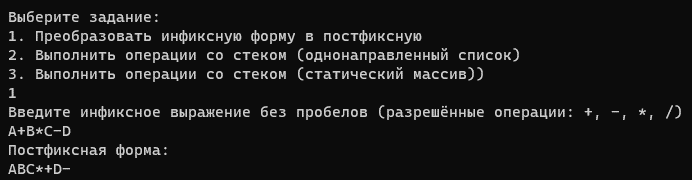 Выберите задание:
1. Преобразовать инфиксную форму в постфиксную
2. Выполнить операции со стеком (однонаправленный список)
3. Выполнить операции со стеком (статический массив))
1
Введите инфиксное выражение без пробелов (разрешённые операции: +, -, *, /)
A+B*C-D
Постфиксная форма:
ABC*+D-